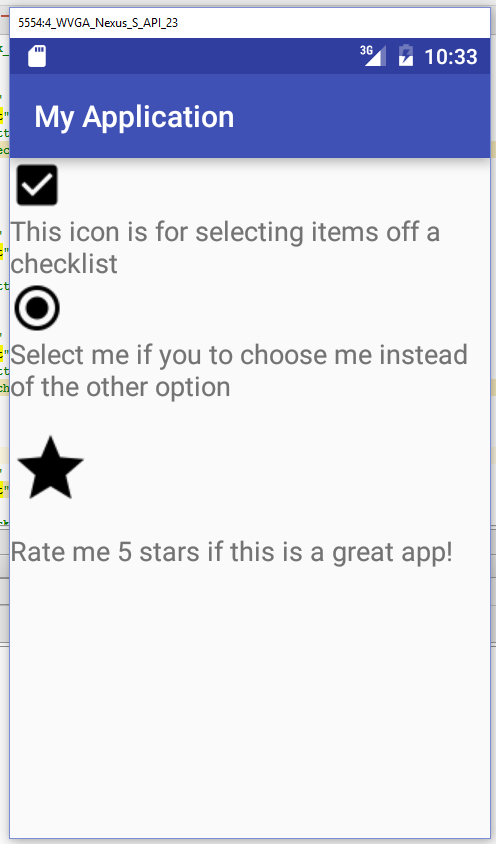 5554:4_WVGA_Nexus_S_API_23
3G 10:33
My Application
This icon is for selecting items off a
checklist
Select me if you to choose me instead
of the other option
Rate me 5 stars if this is a great app!